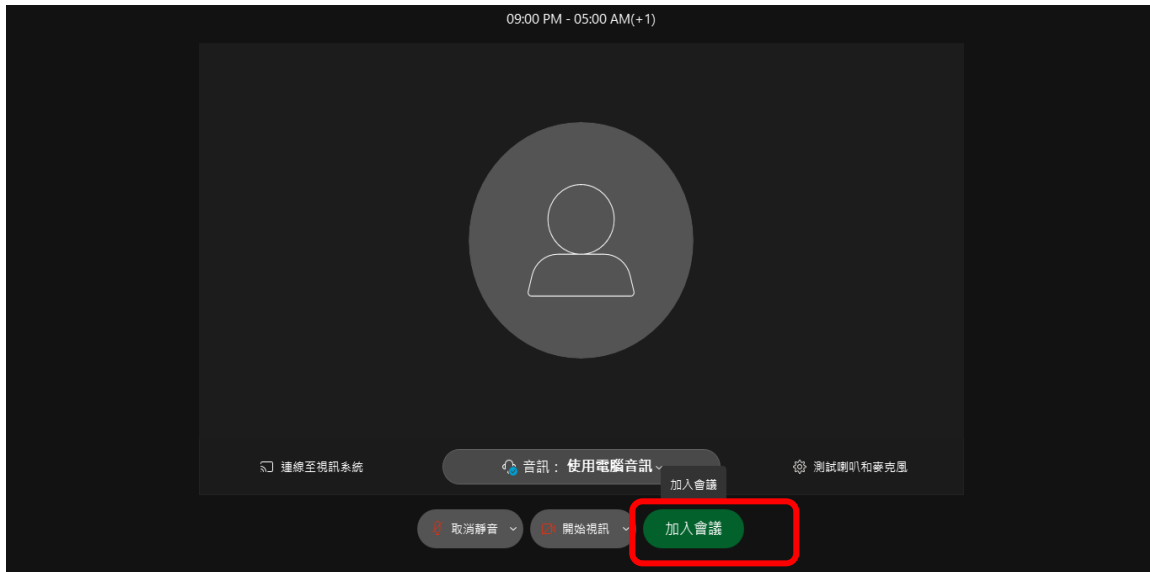 09:00 PM - 05:00 AM(+1)
連線至視訊系統
音訊：使用電腦音訊
測試喇叭和麥克風
加入會議
取消靜音
開始視訊
加入會議